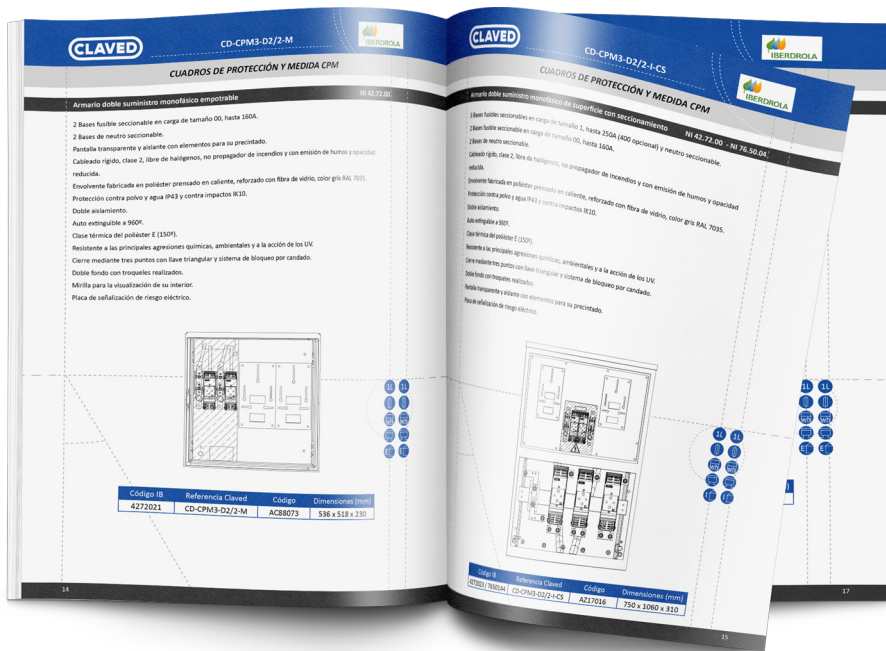 CLAVED
CD-CPM3-D2/2-M
IBERDROLA
CUADROS DE PROTECCIÓN Y MEDIDA CPM
Armario doble suministro monofásico empotrable
NI 42.72.00
2 Bases fusible seccionable en carga de tamaño 00, hasta 160A.
2 Bases de neutro seccionable.
Pantalla transparente y aislante con elementos para su precintado.
Cableado rígido, clase 2, libre de halógenos, no propagador de incendios y con emisión de humos y opacidad
reducida.
Envolvente fabricada en poliéster prensado en caliente, reforzado con fibra de vidrio, color gris RAL 7035.
Protección contra polvo y agua IP43 y contra impactos IK10.
Doble aislamiento.
Auto extinguible a 960º.
Clase térmica del poliéster E (150º).
Resistente a las principales agresiones químicas, ambientales y a la acción de los UV.
Cierre mediante tres puntos con llave triangular y sistema de bloqueo por candado.
Doble fondo con troqueles realizados.
Mirilla para la visualización de su interior.
Placa de señalización de riesgo eléctrico.
1L 1L
Código IB Referencia Claved Código Dimensiones (mm)
4272021 CD-CPM3-D2/2-M AC88073 536 x 518 x 230
14
CLAVED
CD-CPM3-D2/2-I-CS
IBERDROLA
CUADROS DE PROTECCIÓN Y MEDIDA CPM
Armario doble suministro monofásico de superficie con seccionamiento
NI 42.72.00 - NI 76.50.04
3 Bases fusibles seccionables en carga de tamaño 1, hasta 250A (400 opcional) y neutro seccionable.
2 Bases fusible seccionable en carga de tamaño 00, hasta 160A.
2 Bases de neutro seccionable.
Cableado rígido, clase 2, libre de halógenos, no propagador de incendios y con emisión de humos y opacidad
reducida.
Envolvente fabricada en poliéster prensado en caliente, reforzado con fibra de vidrio, color gris RAL 7035.
Protección contra polvo y agua IP43 y contra impactos IK10.
Doble aislamiento.
Auto extinguible a 960º.
Clase térmica del poliéster E (150º).
Resistente a las principales agresiones químicas, ambientales y a la acción de los UV.
Cierre mediante tres puntos con llave triangular y sistema de bloqueo por candado.
Doble fondo con troqueles realizados.
Pantalla transparente y aislante con elementos para su precintado.
Placa de señalización de riesgo eléctrico.
1L 1L
Código IB Referencia Claved Código Dimensiones (mm)
4272023 / 7650144 CD-CPM3-D2/2-I-CS AZ17016 750 x 1060 x 310
15
IBERDROLA
1L 1L
17